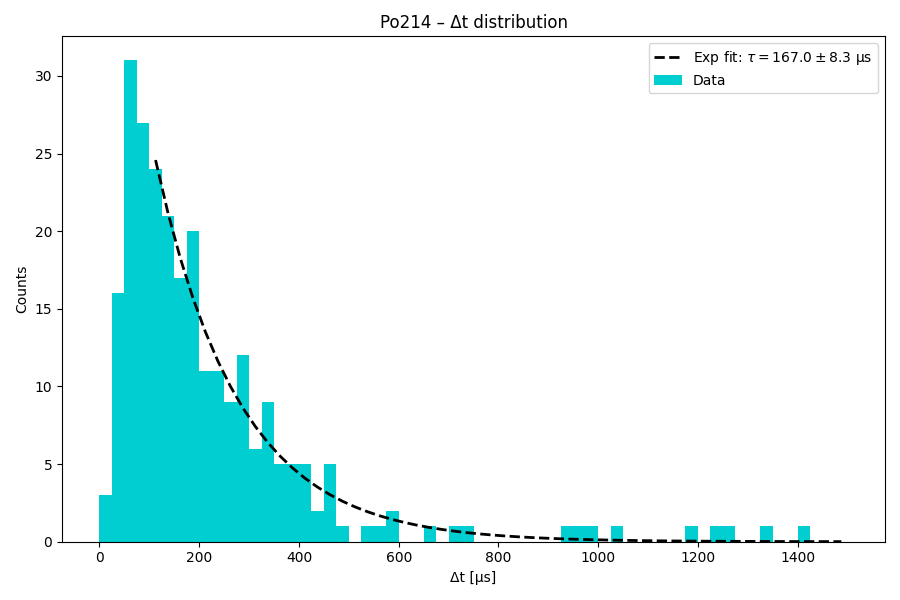 Po214 – Δt distribution
Exp fit: τ = 167.0 ± 8.3 μs
Data
Counts
30
25
20
15
10
5
0
0 200 400 600 800 1000 1200 1400
Δt [μs]